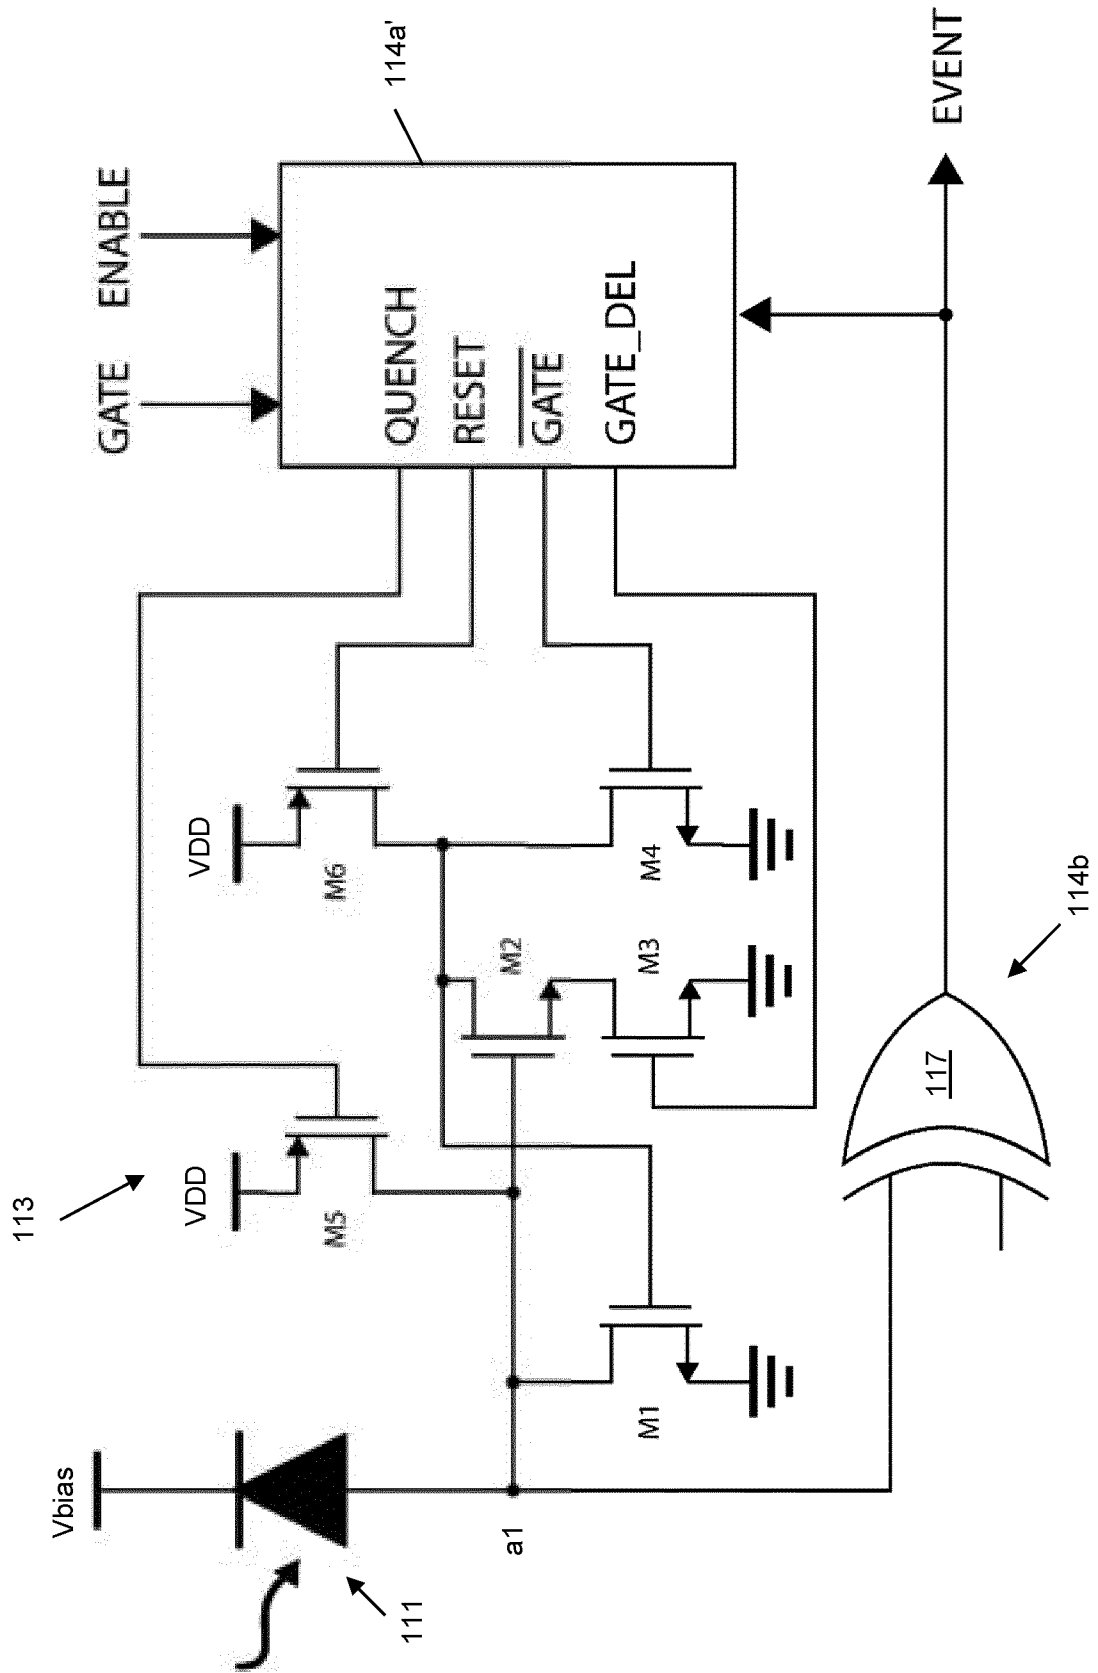 114a'
ENABLE
GATE
EVENT
QUENCH
RESET
G̅A̅T̅E̅
GATE_DEL
VDD
M6
M4
M2
M3
114b
117
113
VDD
M5
M1
Vbias
a1
111